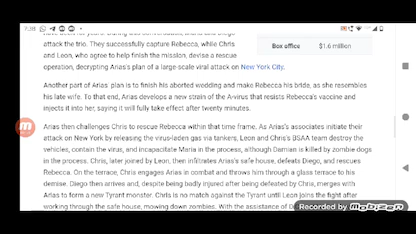 7:20
attack the trio. They successfully capture Rebecca, while Chris
and Leon, who agree to help finish the mission, devise a rescue
operation, decrypting Arias's plan of a large-scale viral attack on
New York City.
Box office $1.6 million
Another part of Arias' plan is to finish his aborted wedding and make Rebecca his bride, as she resembles
his late wife. To that end, Arias develops a new strain of the A-virus that resists Rebecca's vaccine and
injects it into her, saying it will fully take effect after twenty minutes.
Arias then challenges Chris to rescue Rebecca within that time frame. As Arias's associates initiate their
attack on New York by releasing the virus-laden gas via tankers, Leon and Chris's BSAA team destroy the
vehicles, contain the virus, and incapacitate Maria in the process, although Damian is killed by zombie dogs
in the process. Chris, later joined by Leon, then infiltrates Arias's safe house, defeats Diego, and rescues
Rebecca. On the terrace, Chris engages Arias in combat and throws him through a glass terrace to his
demise. Diego then arrives and, despite being badly injured after being defeated by Chris, merges with
Arias to form a new Tyrant monster. Chris is no match against the Tyrant until Leon joins the fight after
working through the safe house, mowing down zombies. With the assistance of D
Recorded by Mobizen